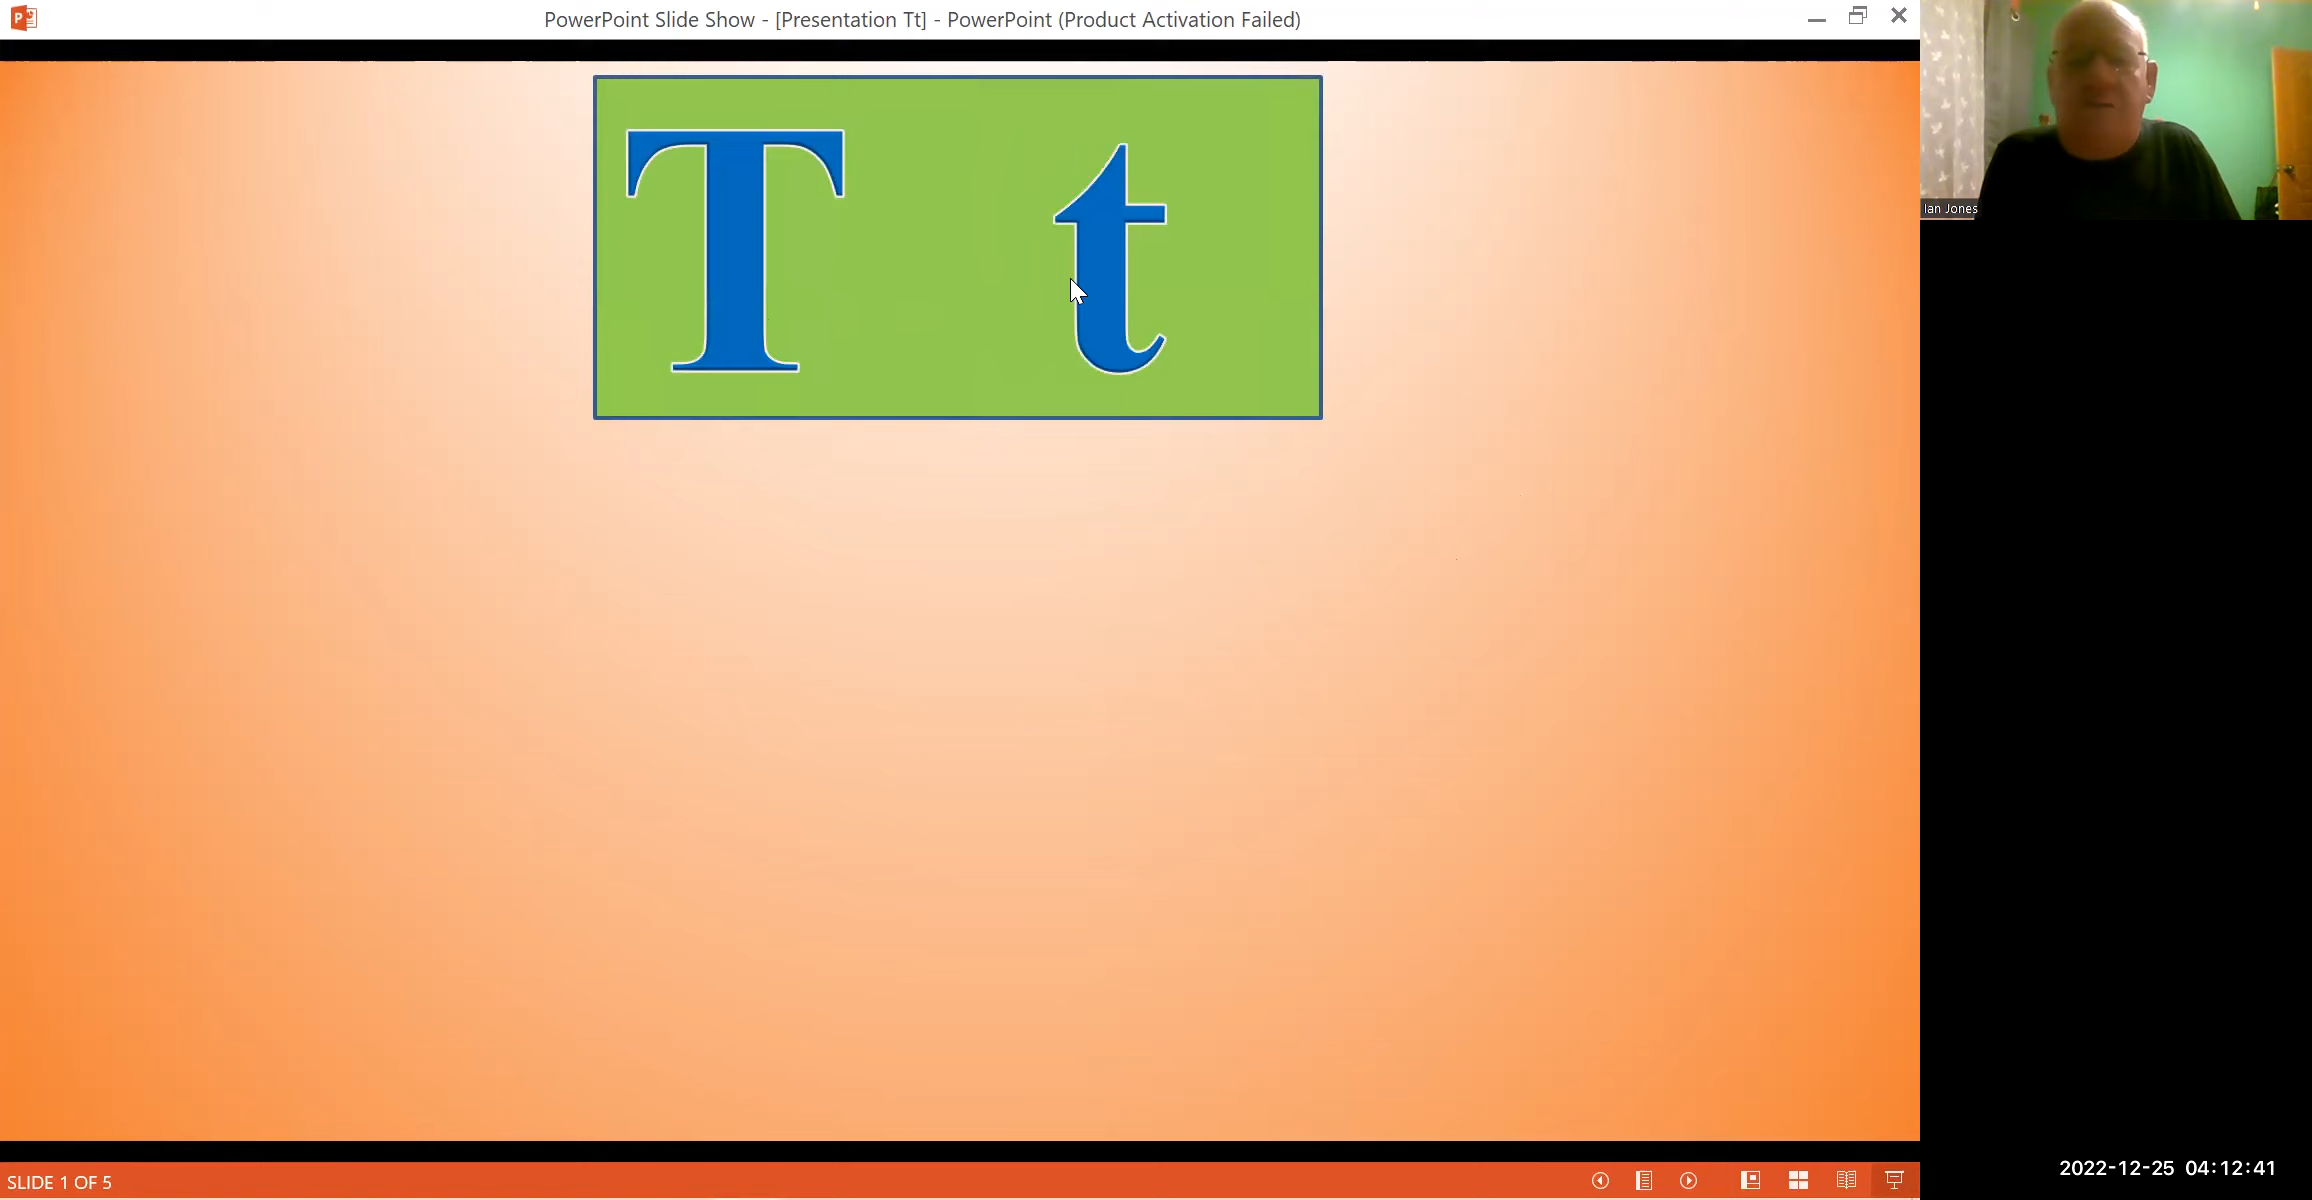 PowerPoint Slide Show - [Presentation Tt] - PowerPoint (Product Activation Failed)
T t
Ian Jones
2022-12-25 04:12:41
SLIDE 1 OF 5